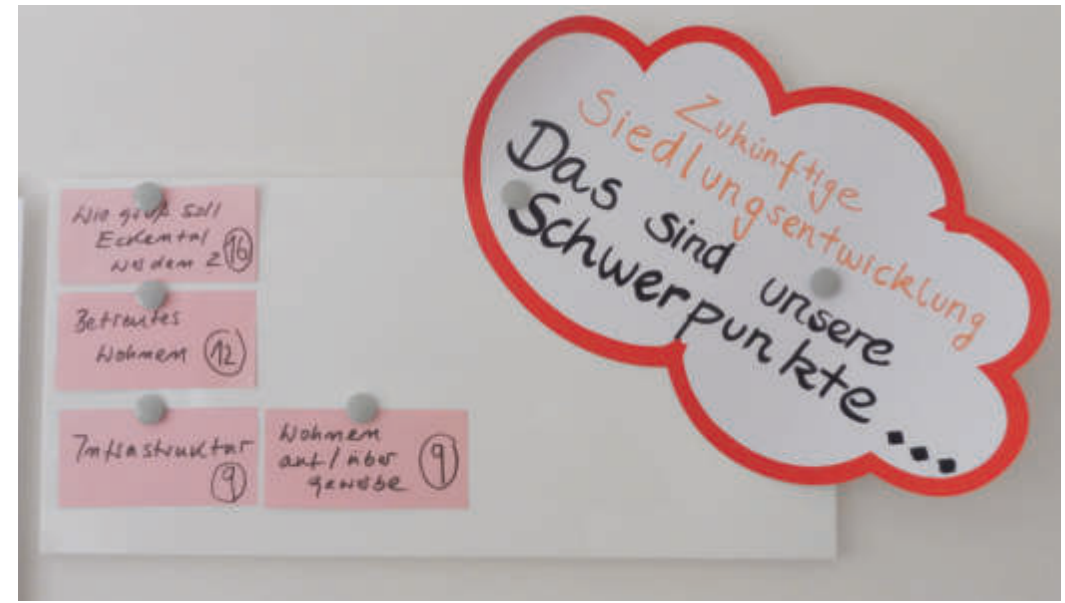 Zukünftige
Siedlungsentwicklung
Das sind unsere
Schwerpunkte...
Wie groß soll
Eckental
werden ? 16
Betreutes
Wohnen 12
Infrastruktur
9
Wohnen
auf/über 9
Gewerbe